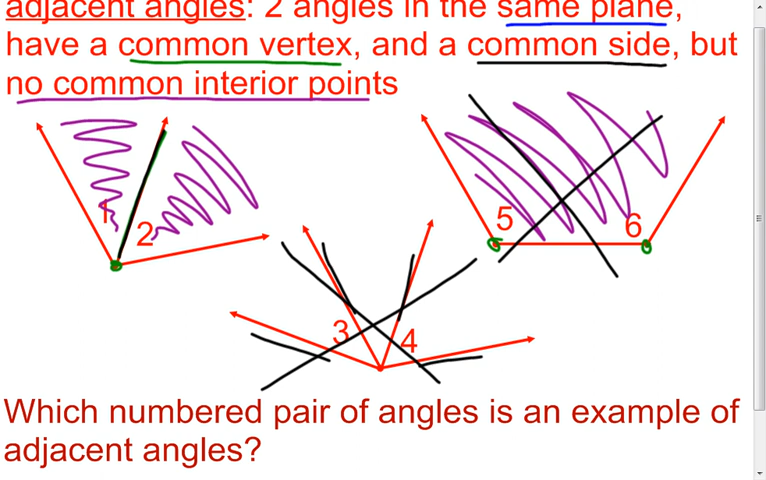 adjacent angles: 2 angles in the same plane,
have a common vertex, and a common side, but
no common interior points
1
2
5
6
3
4
Which numbered pair of angles is an example of
adjacent angles?